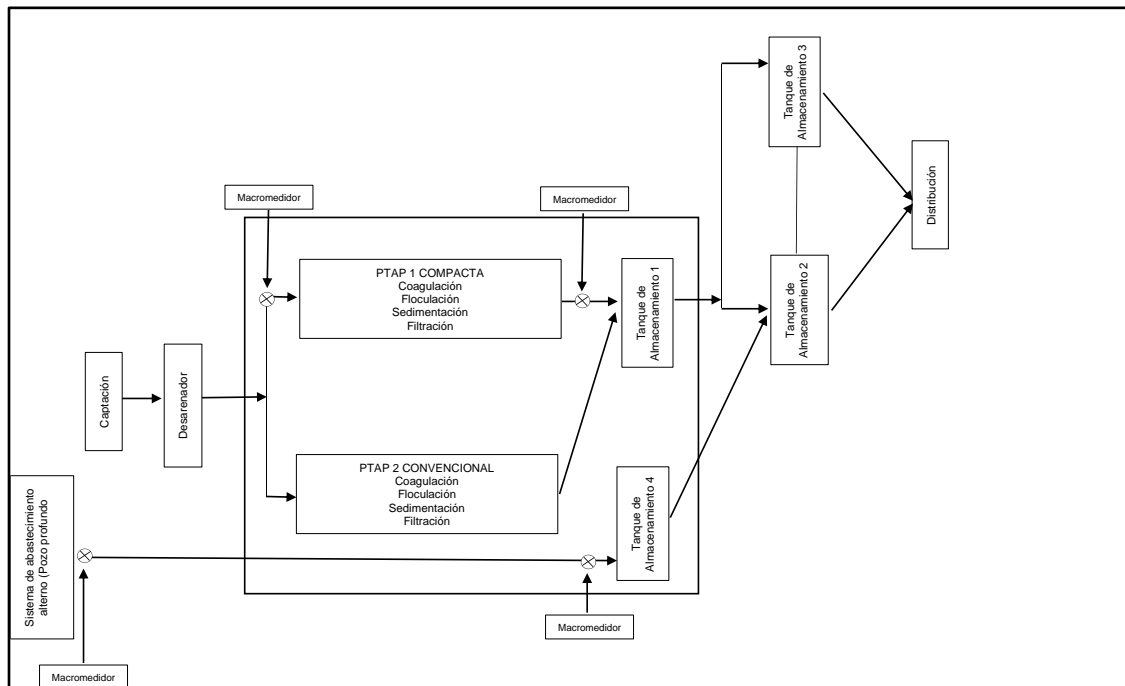 Tanque de
Almacenamiento 3
Distribución
Macromedidor
Macromedidor
PTAP 1 COMPACTA
Coagulación
Floculación
Sedimentación
Filtración
Tanque de
Almacenamiento 1
Tanque de
Almacenamiento 2
Captación
Desarenador
PTAP 2 CONVENCIONAL
Coagulación
Floculación
Sedimentación
Filtración
Tanque de
Almacenamiento 4
Sistema de abastecimiento
alterno (Pozo profundo
Macromedidor
Macromedidor